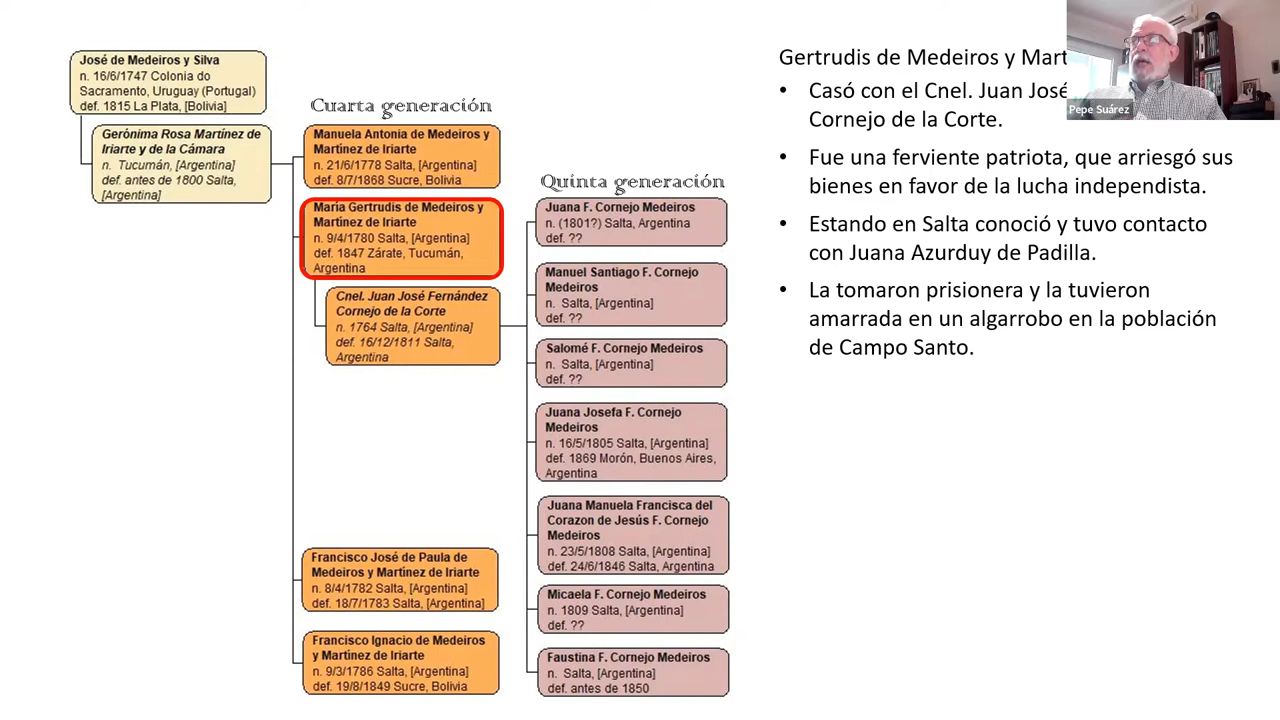 José de Medeiros y Silva
n. 16/6/1747 Colonia do
Sacramento, Uruguay (Portugal)
def. 1815 La Plata, [Bolivia]
Gerónima Rosa Martínez de
Iriarte y de la Cámara
n. Tucumán, [Argentina]
def. antes de 1800 Salta,
[Argentina]
Cuarta generación
Manuela Antonia de Medeiros y
Martínez de Iriarte
n. 21/6/1778 Salta, [Argentina]
def. 8/7/1868 Sucre, Bolivia
María Gertrudis de Medeiros y
Martínez de Iriarte
n. 9/4/1780 Salta, [Argentina]
def. 1847 Zárate, Tucumán,
Argentina
Cnel. Juan José Fernández
Cornejo de la Corte
n. 1764 Salta, [Argentina]
def. 16/12/1811 Salta,
Argentina
Francisco José de Paula de
Medeiros y Martínez de Iriarte
n. 8/4/1782 Salta, [Argentina]
def. 18/7/1783 Salta, [Argentina]
Francisco Ignacio de Medeiros
y Martínez de Iriarte
n. 9/3/1786 Salta, [Argentina]
def. 19/8/1849 Sucre, Bolivia
Quinta generación
Juana F. Cornejo Medeiros
n. (1801?) Salta, Argentina
def. ??
Manuel Santiago F. Cornejo
Medeiros
n. Salta, [Argentina]
def. ??
Salomé F. Cornejo Medeiros
n. Salta, [Argentina]
def. ??
Juana Josefa F. Cornejo
Medeiros
n. 16/5/1805 Salta, [Argentina]
def. 1869 Morón, Buenos Aires,
Argentina
Juana Manuela Francisca del
Corazon de Jesús F. Cornejo
Medeiros
n. 23/5/1808 Salta, [Argentina]
def. 24/6/1846 Salta, Argentina
Micaela F. Cornejo Medeiros
n. 1809 Salta, [Argentina]
def. ??
Faustina F. Cornejo Medeiros
n. Salta, [Argentina]
def. antes de 1850
Gertrudis de Medeiros y Mart
• Casó con el Cnel. Juan José
Cornejo de la Corte.
• Fue una ferviente patriota, que arriesgó sus
bienes en favor de la lucha independista.
• Estando en Salta conoció y tuvo contacto
con Juana Azurduy de Padilla.
• La tomaron prisionera y la tuvieron
amarrada en un algarrobo en la población
de Campo Santo.
Pepe Suárez